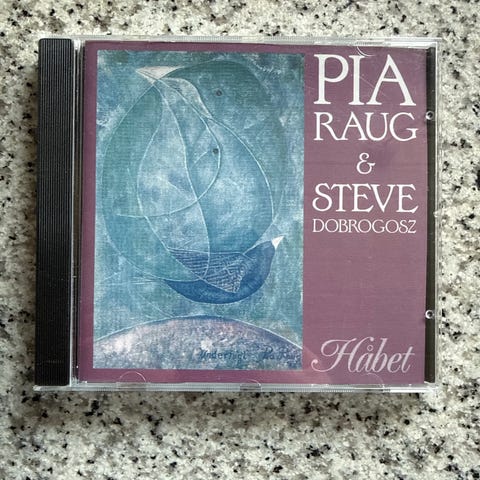 PIA
RAUG
&
STEVE
DOBROGOSZ
Håbet